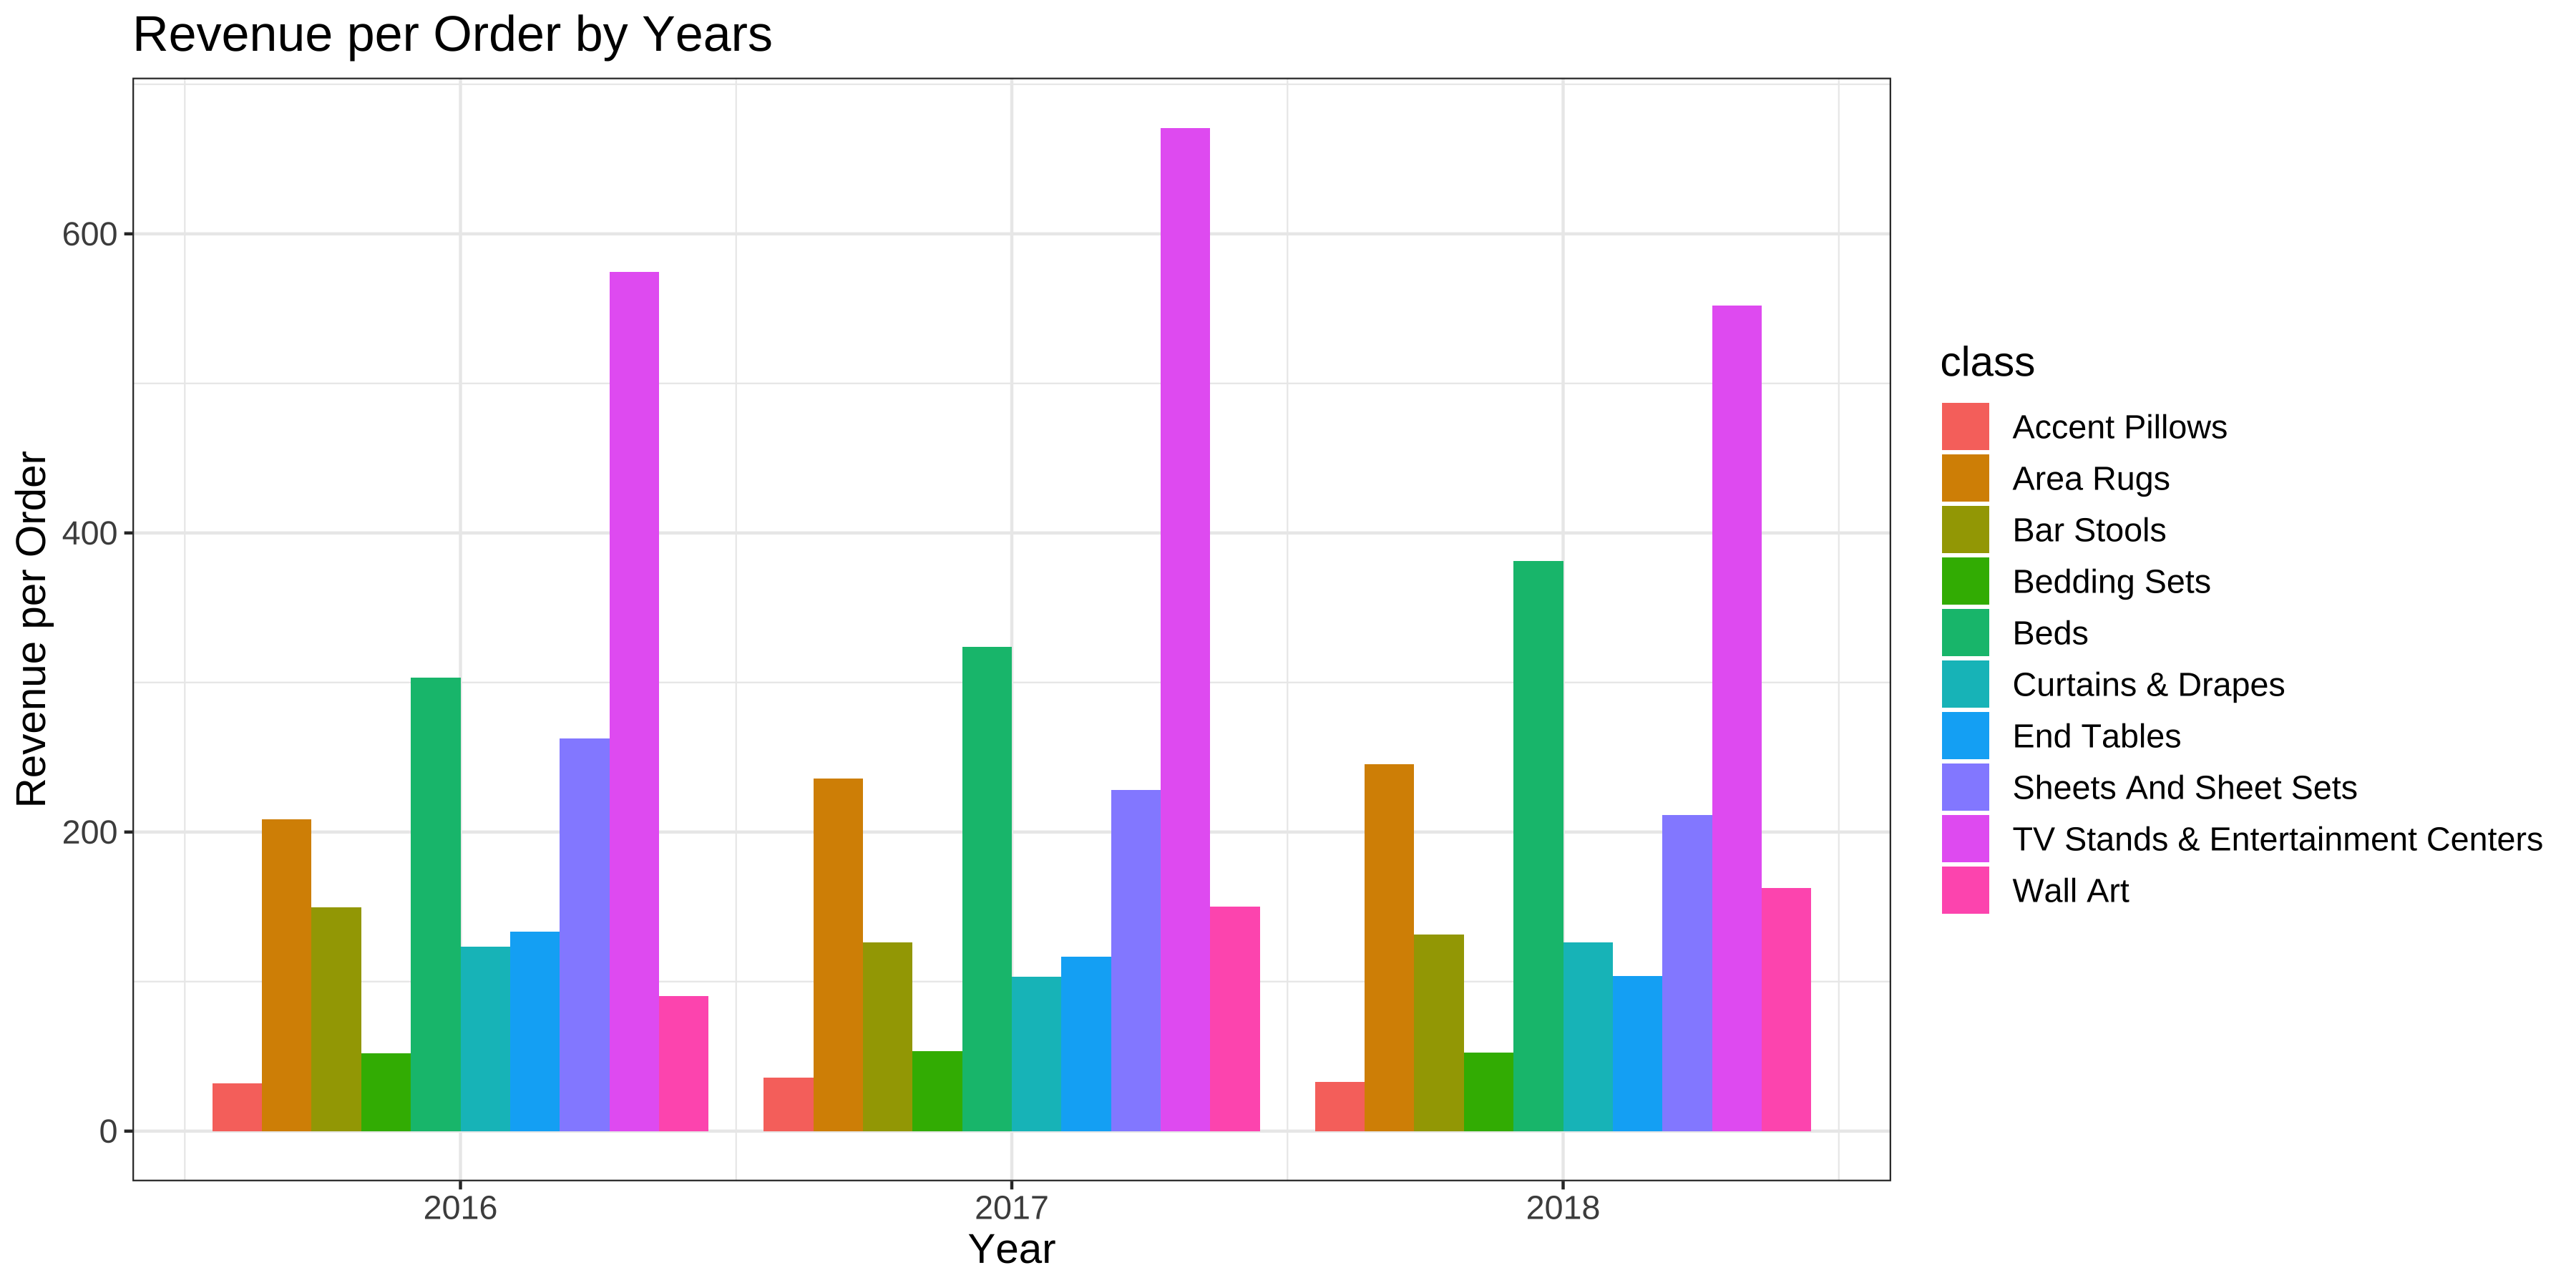 Revenue per Order by Years
Revenue per Order
600
400
200
0
2016
2017
2018
Year
class
Accent Pillows
Area Rugs
Bar Stools
Bedding Sets
Beds
Curtains & Drapes
End Tables
Sheets And Sheet Sets
TV Stands & Entertainment Centers
Wall Art